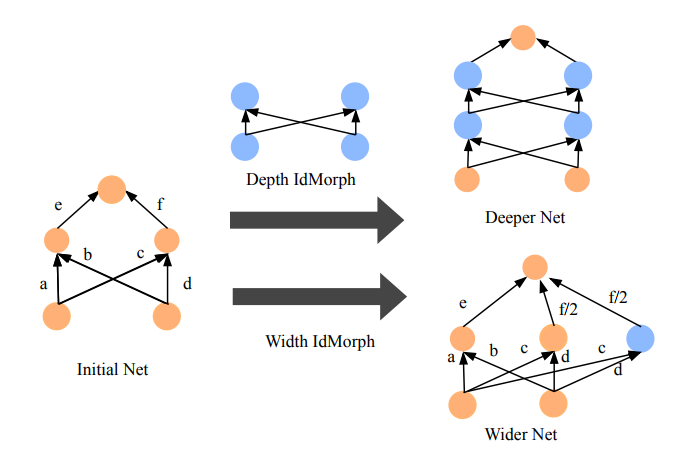 Depth IdMorph
Deeper Net
e
f
a
b
c
d
Initial Net
Width IdMorph
e
f/2
f/2
a
b
c
d
c
d
Wider Net